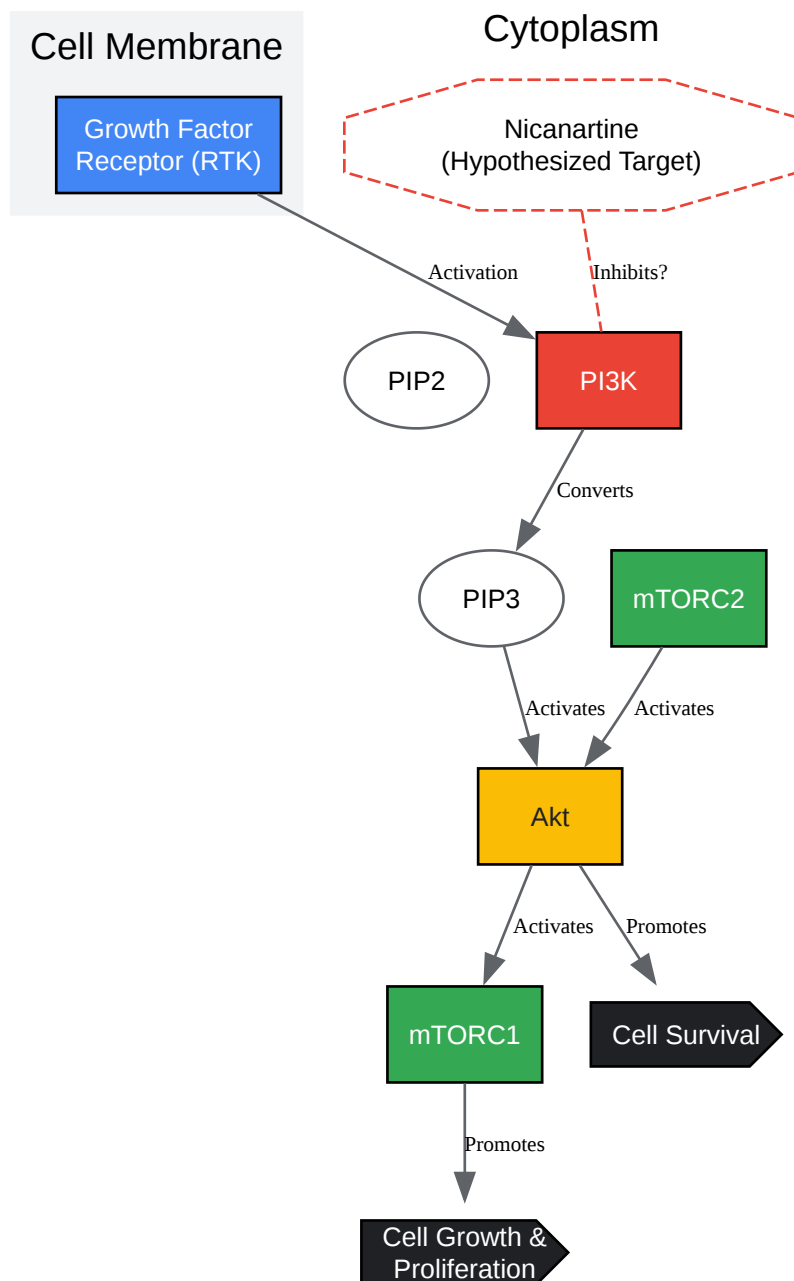 Cell Membrane
Cytoplasm
Growth Factor
Receptor (RTK)
Nicanartine
(Hypothesized Target)
Activation
Inhibits?
PIP2
PI3K
Converts
PIP3
mTORC2
Activates
Activates
Akt
Activates
Promotes
mTORC1
Cell Survival
Promotes
Cell Growth &
Proliferation